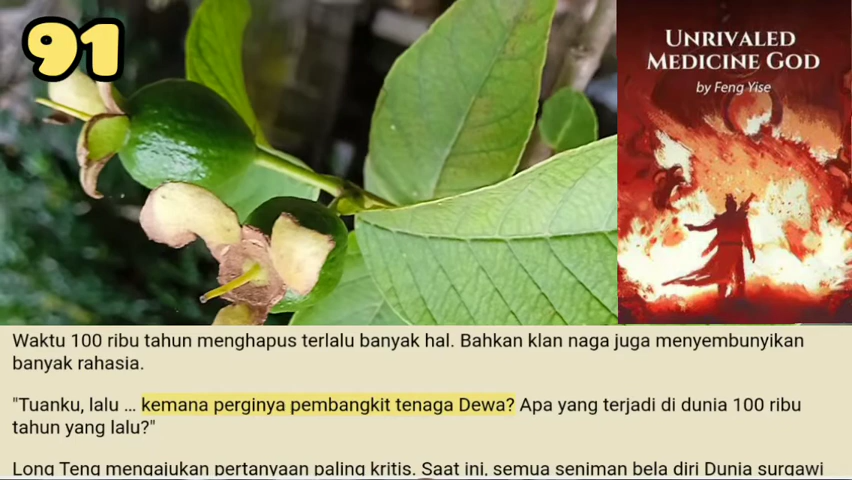 91
UNRIVALED
MEDICINE GOD
by Feng Yise
Waktu 100 ribu tahun menghapus terlalu banyak hal. Bahkan klan naga juga menyembunyikan
banyak rahasia.
"Tuanku, lalu ... kemana perginya pembangkit tenaga Dewa? Apa yang terjadi di dunia 100 ribu
tahun yang lalu?"
Long Teng mengajukan pertanyaan paling kritis. Saat ini, semua seniman bela diri Dunia surgawi